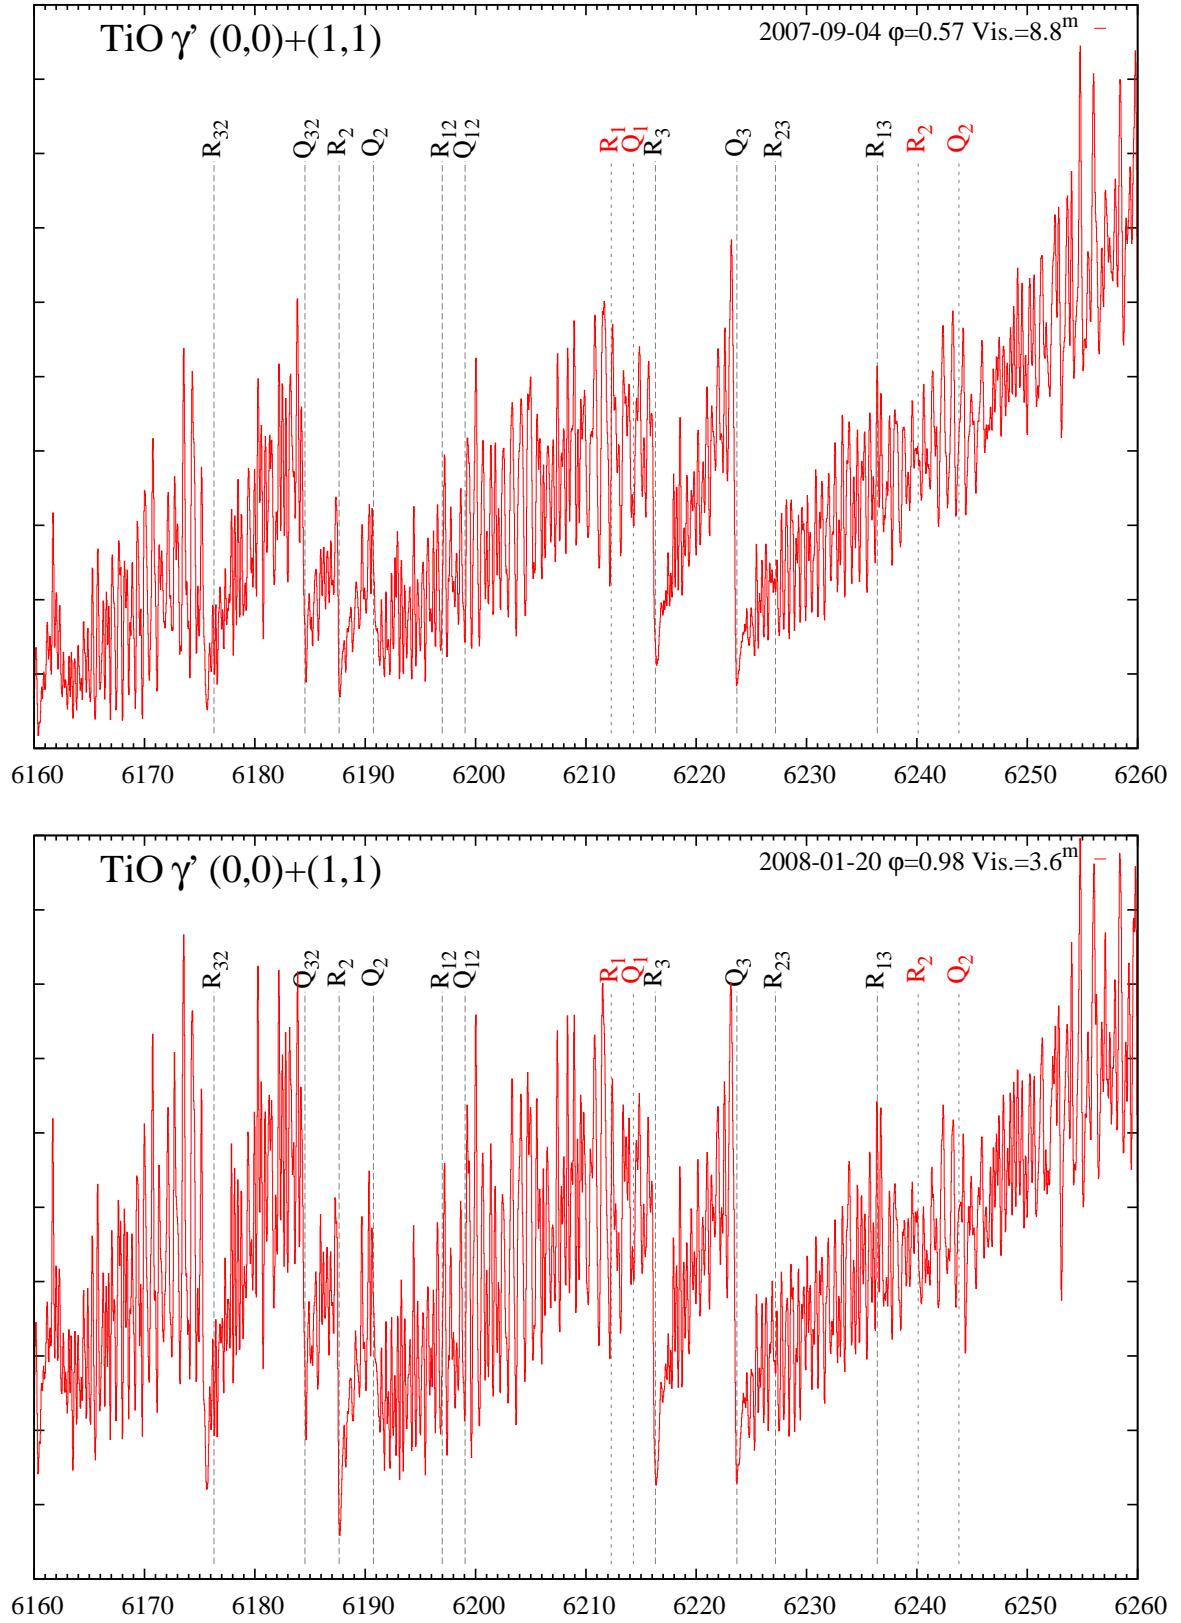 TiO γ’ (0,0)+(1,1)
2007-09-04 φ=0.57 Vis.=8.8m
R32 Q32 R2 Q2 R12 Q12 R1 Q1 R3 Q3 R23 R13 R2 Q2
6160 6170 6180 6190 6200 6210 6220 6230 6240 6250 6260
TiO γ’ (0,0)+(1,1)
2008-01-20 φ=0.98 Vis.=3.6m
R32 Q32 R2 Q2 R12 Q12 R1 Q1 R3 Q3 R23 R13 R2 Q2
6160 6170 6180 6190 6200 6210 6220 6230 6240 6250 6260